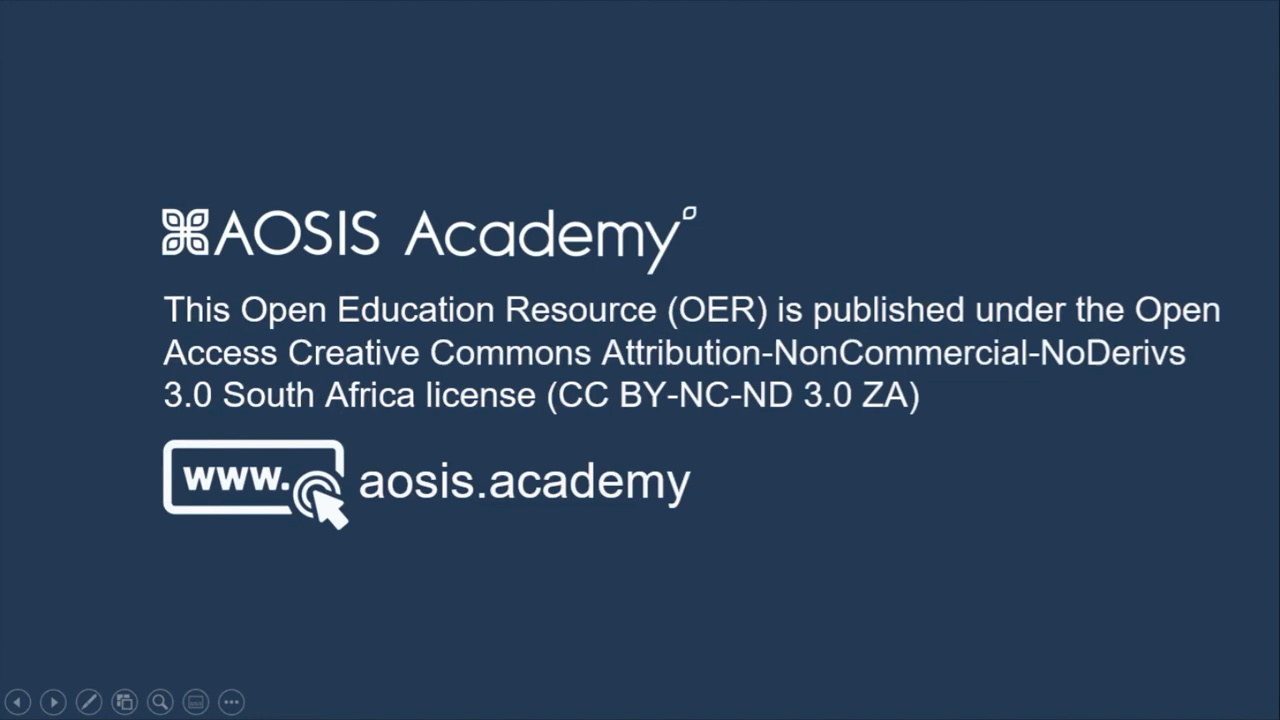 AOSIS Academy
This Open Education Resource (OER) is published under the Open
Access Creative Commons Attribution-NonCommercial-NoDerivs
3.0 South Africa license (CC BY-NC-ND 3.0 ZA)
www. aosis.academy